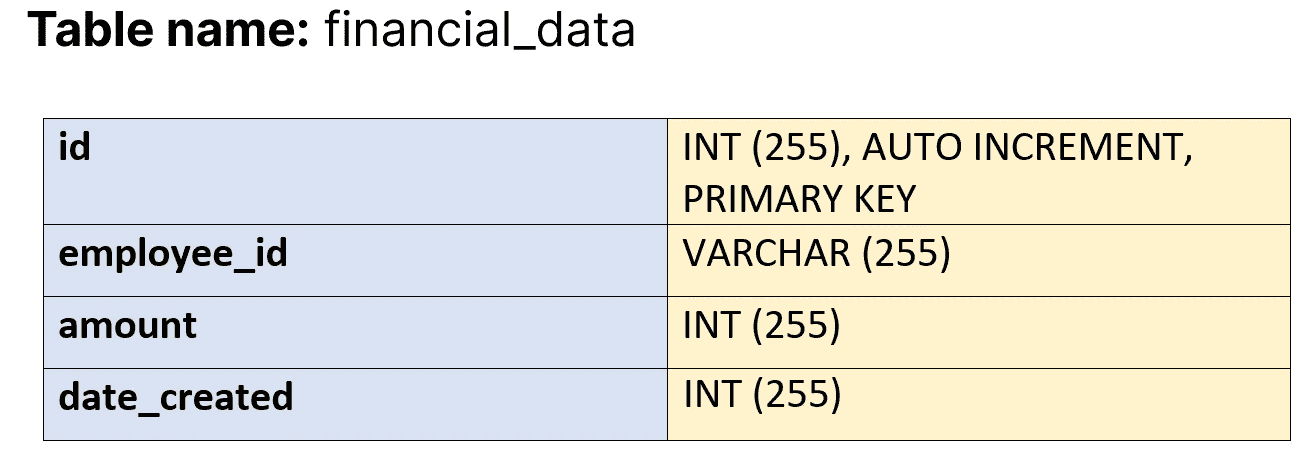 Table name: financial_data
id
INT (255), AUTO INCREMENT,
PRIMARY KEY
employee_id
VARCHAR (255)
amount
INT (255)
date_created
INT (255)